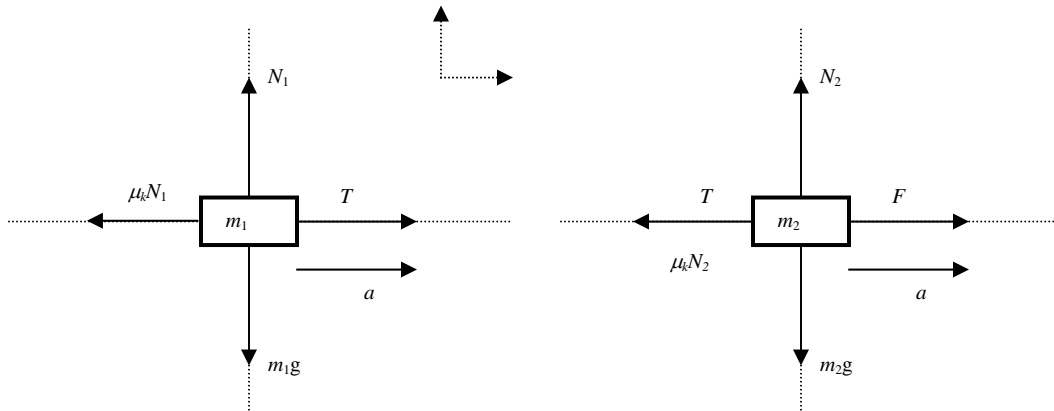 N₁
μₖN₁
T
m₁
a
m₁g
N₂
T
F
m₂
μₖN₂
a
m₂g